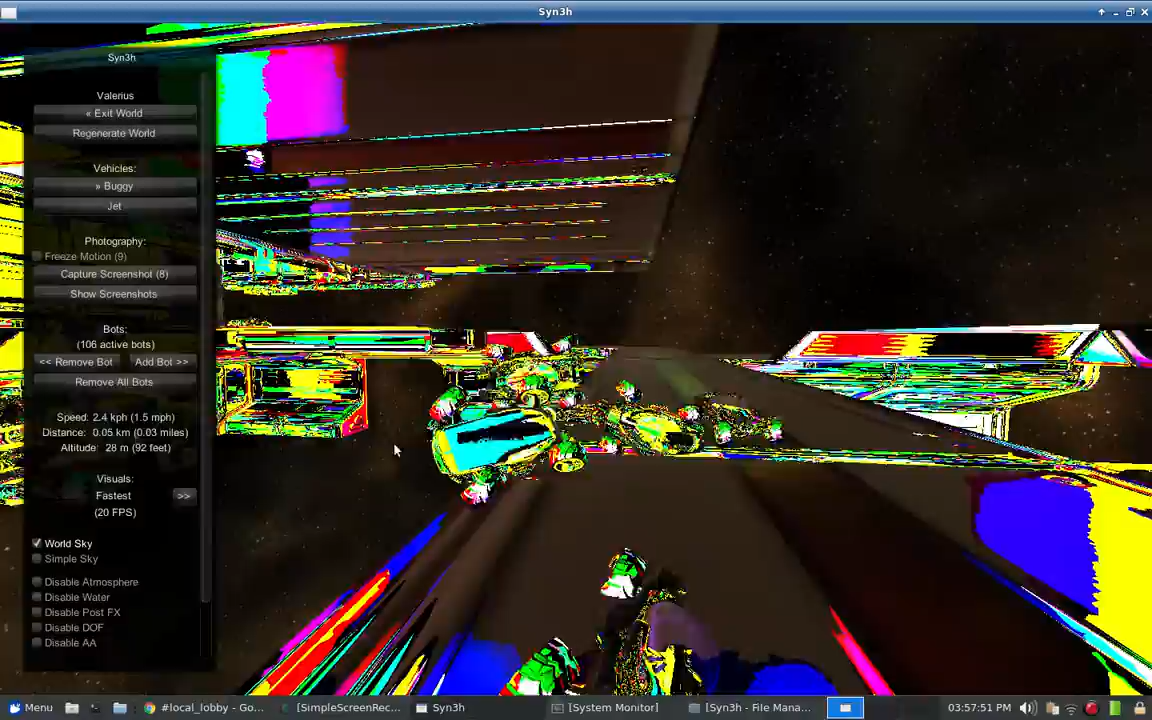 Syn3h
Syn3h
Valerius
« Exit World
Regenerate World
Vehicles:
» Buggy
Jet
Photography:
Freeze Motion (9)
Capture Screenshot (8)
Show Screenshots
Bots:
(106 active bots)
<< Remove Bot Add Bot >>
Remove All Bots
Speed: 2.4 kph (1.5 mph)
Distance: 0.05 km (0.03 miles)
Altitude: 28 m (92 feet)
Visuals:
Fastest >>
(20 FPS)
World Sky
Simple Sky
Disable Atmosphere
Disable Water
Disable Post FX
Disable DOF
Disable AA
Menu #local_lobby - Go... [SimpleScreenRec... Syn3h [System Monitor] [Syn3h - File Mana... 03:57:51 PM